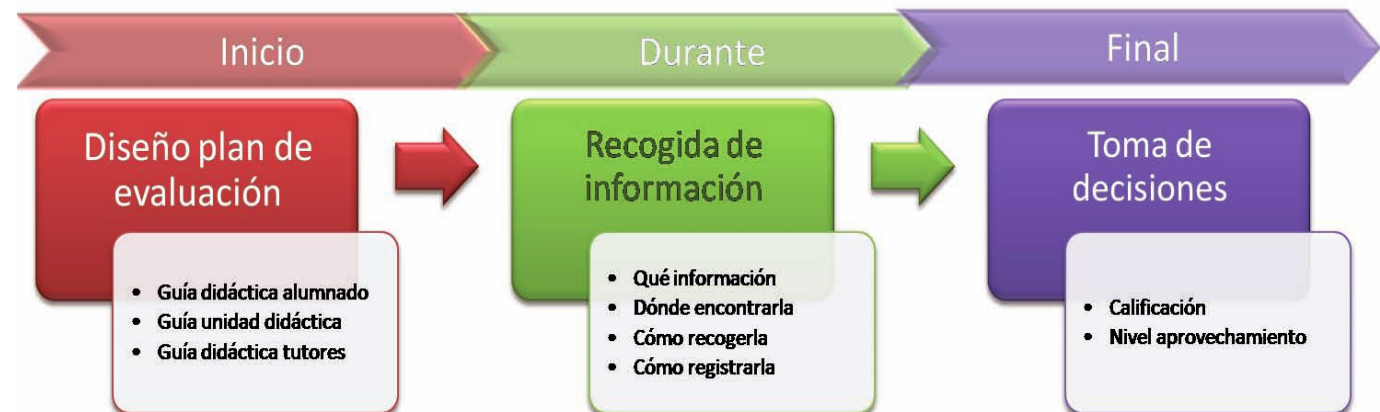 Inicio
Durante
Final
Diseño plan de
evaluación
• Guía didáctica alumnado
• Guía unidad didáctica
• Guía didáctica tutores
Recogida de
información
• Qué información
• Dónde encontrarla
• Cómo recogerla
• Cómo registrarla
Toma de
decisiones
• Calificación
• Nivel aprovechamiento